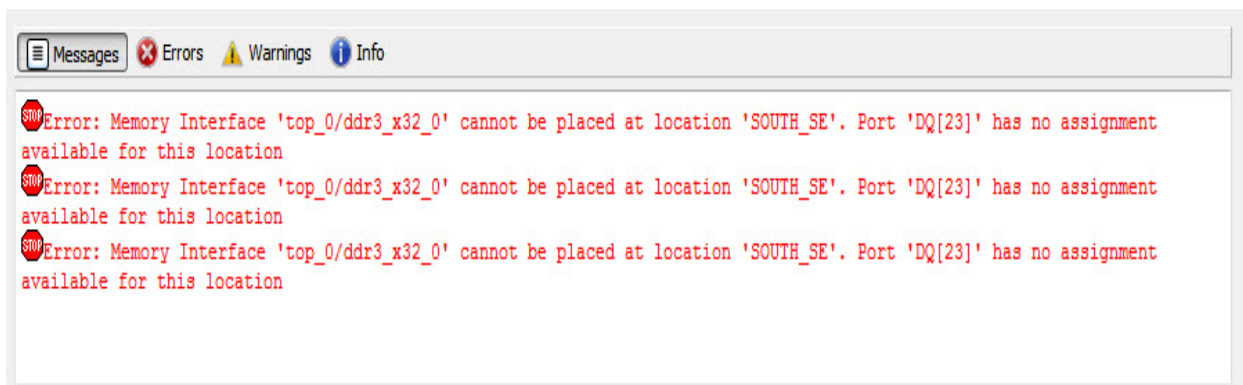 Messages Errors Warnings Info
STOP Error: Memory Interface 'top_0/ddr3_x32_0' cannot be placed at location 'SOUTH_SE'. Port 'DQ[23]' has no assignment
available for this location
STOP Error: Memory Interface 'top_0/ddr3_x32_0' cannot be placed at location 'SOUTH_SE'. Port 'DQ[23]' has no assignment
available for this location
STOP Error: Memory Interface 'top_0/ddr3_x32_0' cannot be placed at location 'SOUTH_SE'. Port 'DQ[23]' has no assignment
available for this location